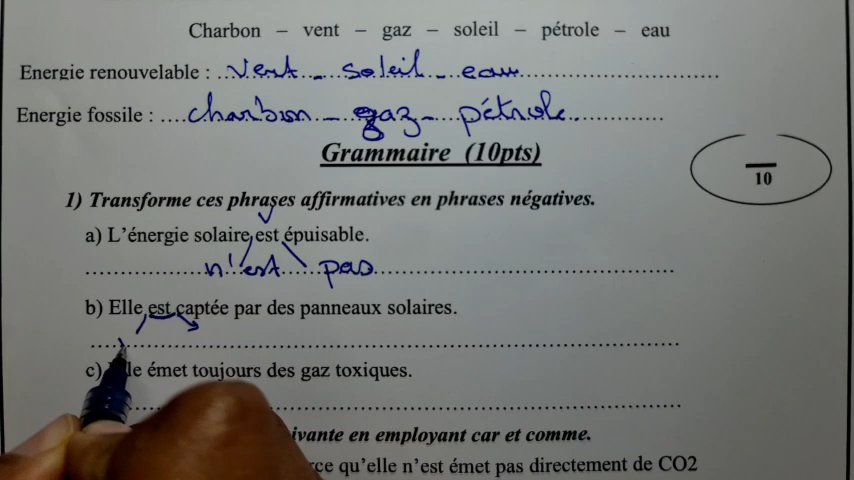 Charbon – vent – gaz – soleil – pétrole – eau
Energie renouvelable : vent - soleil - eau
Energie fossile : charbon - gaz - pétrole
Grammaire (10pts)
10
1) Transforme ces phrases affirmatives en phrases négatives.
a) L'énergie solaire est épuisable.
n'est pas
b) Elle est captée par des panneaux solaires.
c) émet toujours des gaz toxiques.
en employant car et comme.
qu'elle n'est émet pas directement de CO2